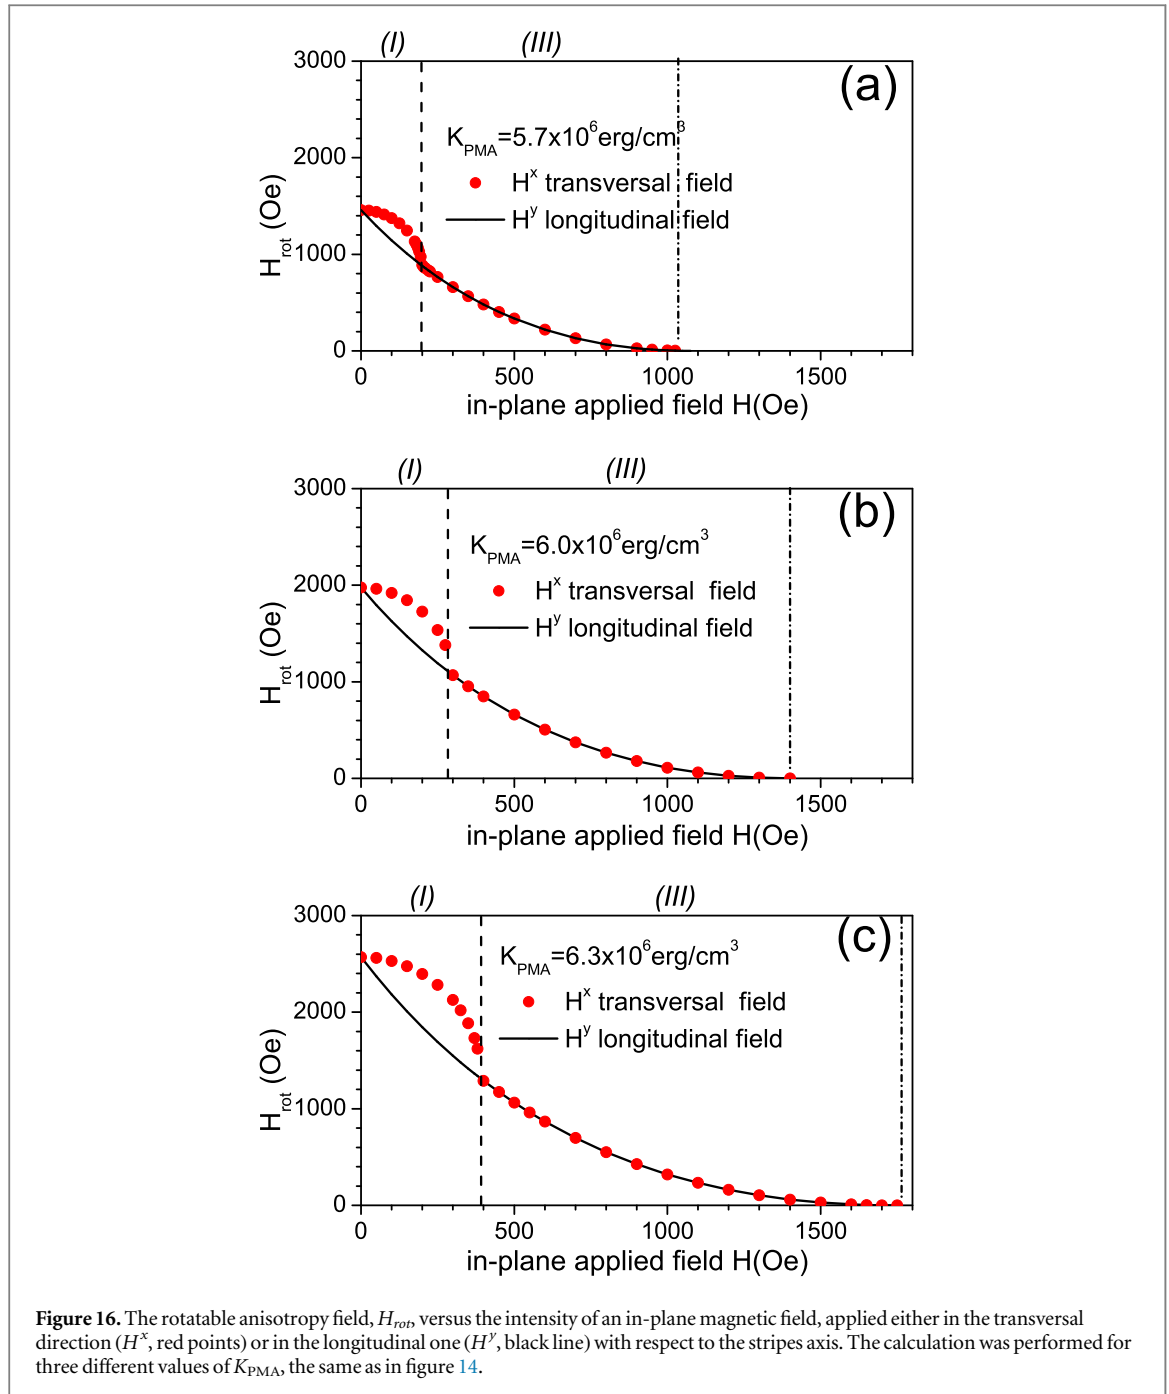 (I) (III)
(a)
3000
2000
1000
0
H_rot (Oe)
K_PMA=5.7x10^6erg/cm^3
H^x transversal field
H^y longitudinal field
0 500 1000 1500
in-plane applied field H(Oe)
(I) (III)
(b)
3000
2000
1000
0
H_rot (Oe)
K_PMA=6.0x10^6erg/cm^3
H^x transversal field
H^y longitudinal field
0 500 1000 1500
in-plane applied field H(Oe)
(I) (III)
(c)
3000
2000
1000
0
H_rot (Oe)
K_PMA=6.3x10^6erg/cm^3
H^x transversal field
H^y longitudinal field
0 500 1000 1500
in-plane applied field H(Oe)
Figure 16. The rotatable anisotropy field, H_rot, versus the intensity of an in-plane magnetic field, applied either in the transversal
direction (H^x, red points) or in the longitudinal one (H^y, black line) with respect to the stripes axis. The calculation was performed for
three different values of K_PMA, the same as in figure 14.